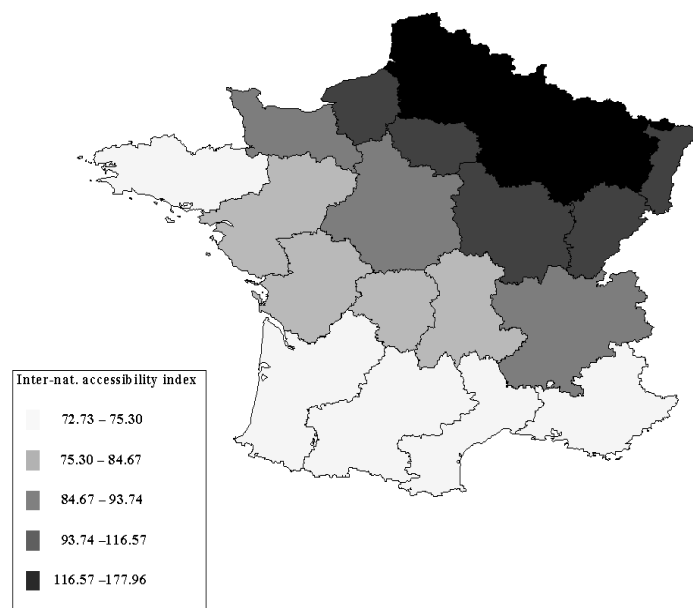 Inter-nat. accessibility index
72.73 – 75.30
75.30 – 84.67
84.67 – 93.74
93.74 – 116.57
116.57 – 177.96